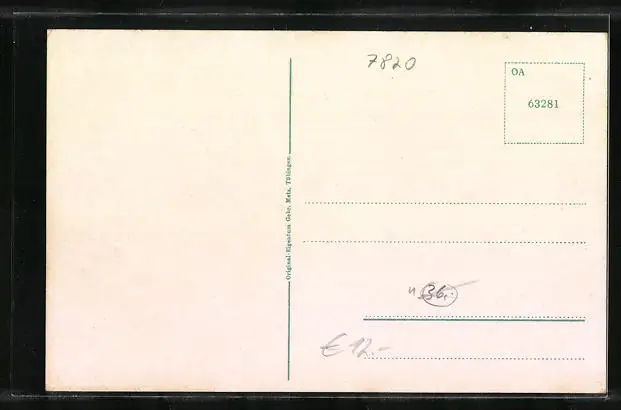 7820
OA
63281
Original-Eigentum Gebr. Metz, Tübingen.
36.-
€ 12.-